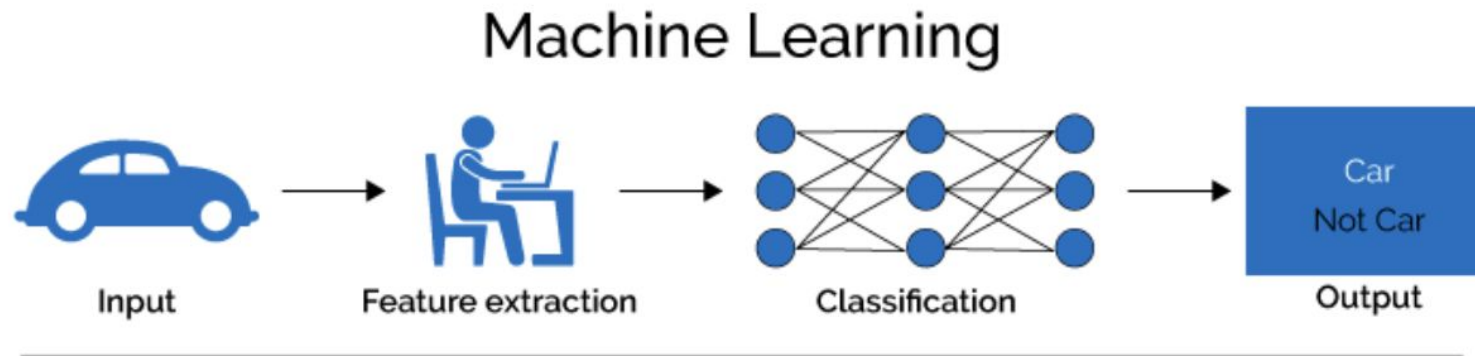 Machine Learning
Car
Not Car
Input
Feature extraction
Classification
Output